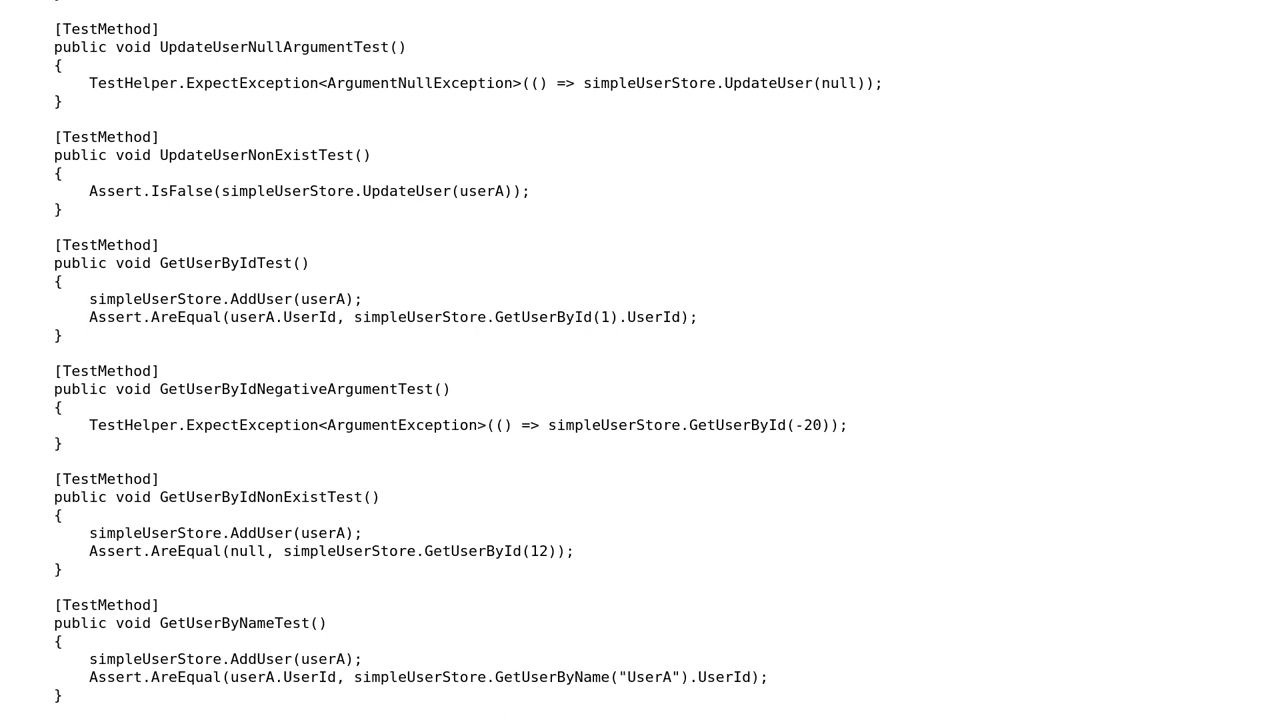 [TestMethod]
public void UpdateUserNullArgumentTest()
{
    TestHelper.ExpectException<ArgumentNullException>(() => simpleUserStore.UpdateUser(null));
}

[TestMethod]
public void UpdateUserNonExistTest()
{
    Assert.IsFalse(simpleUserStore.UpdateUser(userA));
}

[TestMethod]
public void GetUserByIdTest()
{
    simpleUserStore.AddUser(userA);
    Assert.AreEqual(userA.UserId, simpleUserStore.GetUserById(1).UserId);
}

[TestMethod]
public void GetUserByIdNegativeArgumentTest()
{
    TestHelper.ExpectException<ArgumentException>(() => simpleUserStore.GetUserById(-20));
}

[TestMethod]
public void GetUserByIdNonExistTest()
{
    simpleUserStore.AddUser(userA);
    Assert.AreEqual(null, simpleUserStore.GetUserById(12));
}

[TestMethod]
public void GetUserByNameTest()
{
    simpleUserStore.AddUser(userA);
    Assert.AreEqual(userA.UserId, simpleUserStore.GetUserByName("UserA").UserId);
}